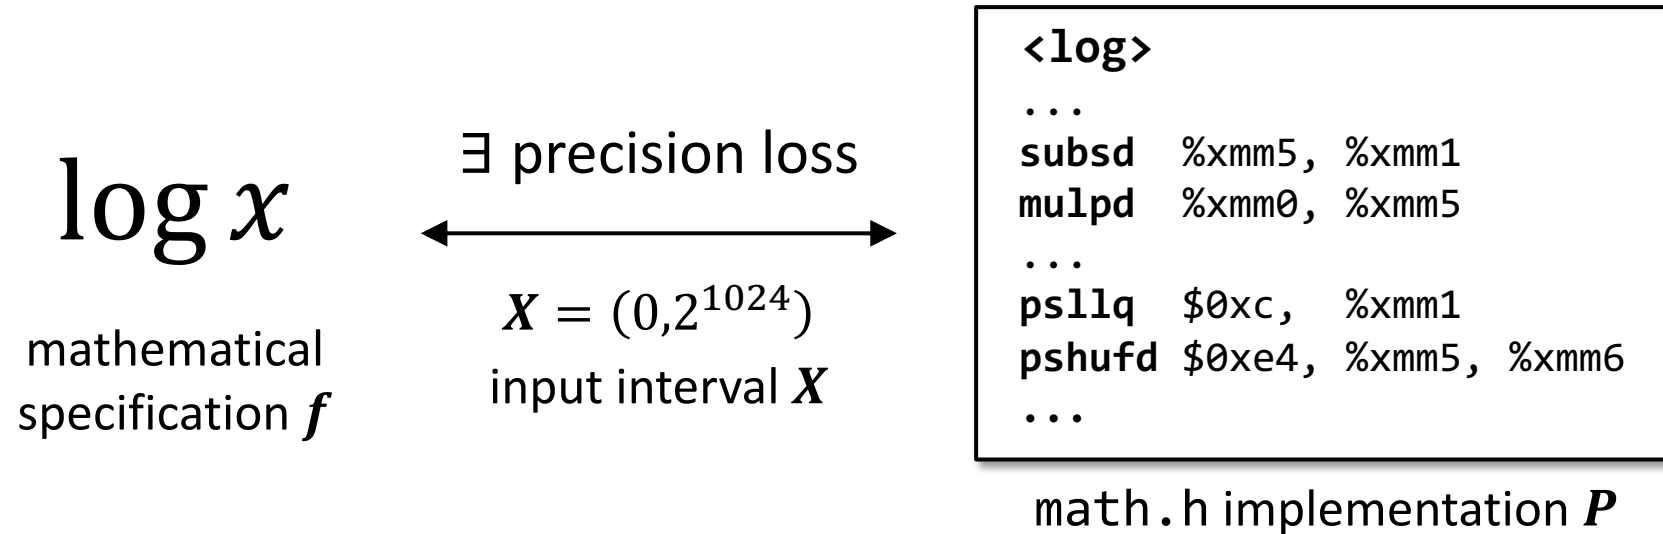 log x
mathematical
specification f
∃ precision loss
X = (0,2^1024)
input interval X
<log>
...
subsd %xmm5, %xmm1
mulpd %xmm0, %xmm5
...
psllq $0xc, %xmm1
pshufd $0xe4, %xmm5, %xmm6
...
math.h implementation P